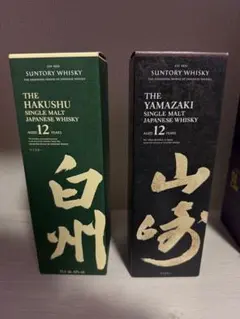 SUNTORY WHISKY
THE
HAKUSHU
SINGLE MALT
JAPANESE WHISKY
AGED 12 YEARS
白州
SUNTORY WHISKY
THE
YAMAZAKI
SINGLE MALT
JAPANESE WHISKY
AGED 12 YEARS
山崎